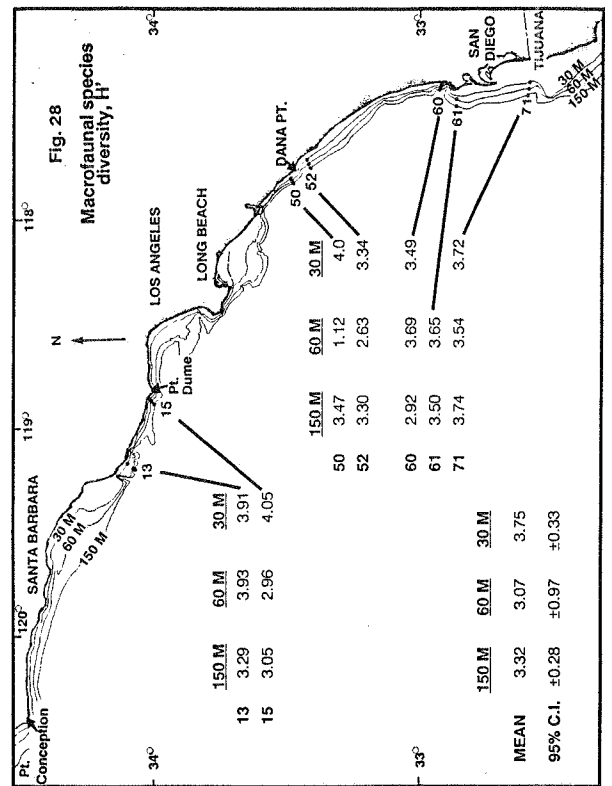 Fig. 28
Macrofaunal species
diversity, H'
120° 119° 118°
34° 34°
33° 33°
Pt.
Conception
SANTA BARBARA
30 M
60 M
150 M
13
15
Pt.
Dume
N
LOS ANGELES
LONG BEACH
DANA PT.
50
52
60
61
71
SAN
DIEGO
TIJUANA
30 M
60-M
150-M
150 M 60 M 30 M
13 3.29 3.93 3.91
15 3.05 2.96 4.05
150 M 60 M 30 M
50 3.47 1.12 4.0
52 3.30 2.63 3.34
60 2.92 3.69 3.49
61 3.50 3.65
71 3.74 3.54 3.72
150 M 60 M 30 M
MEAN 3.32 3.07 3.75
95% C.I. ±0.28 ±0.97 ±0.33